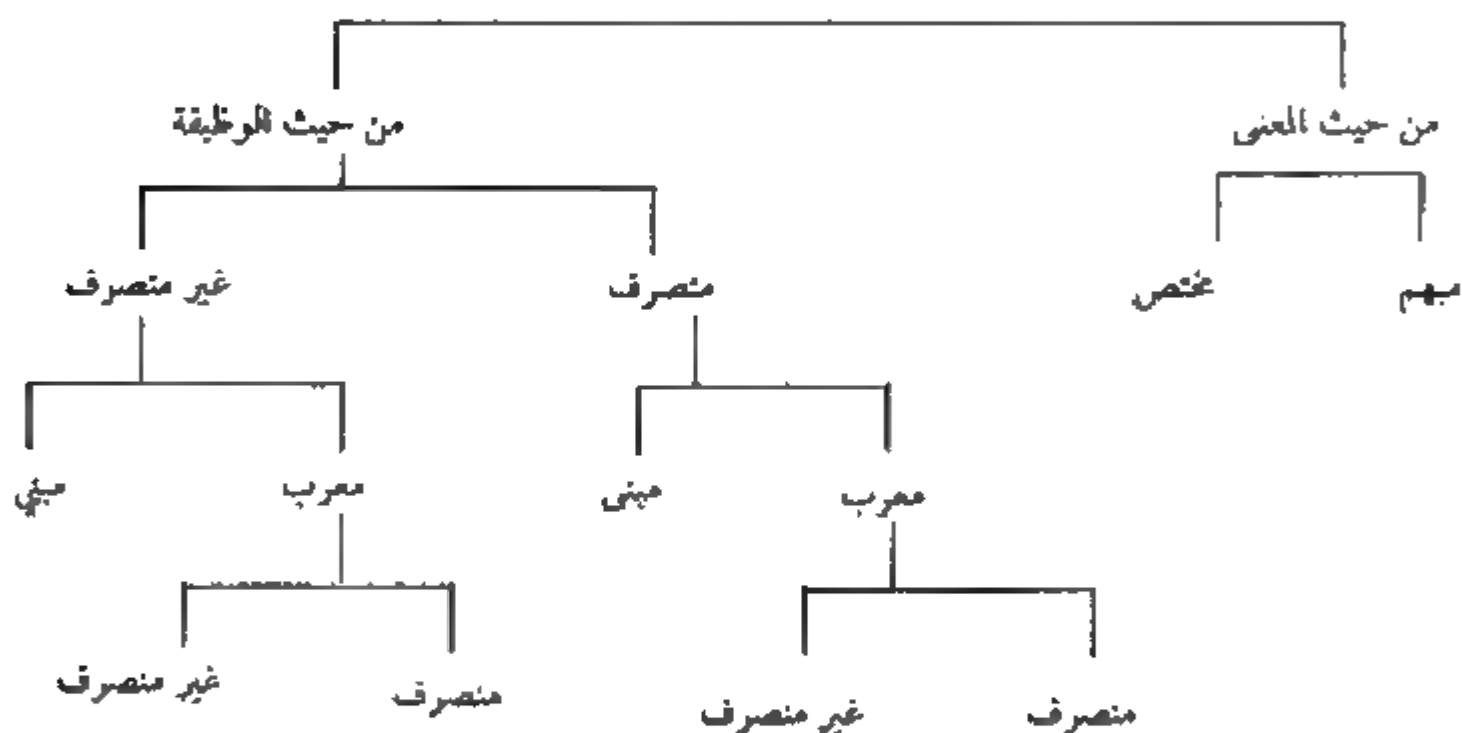 من حيث المعنى
من حيث الوظيفة
مبهم
مختص
متصرف
غير متصرف
معرب
مبنى
معرب
مبني
منصرف
غير منصرف
منصرف
غير منصرف